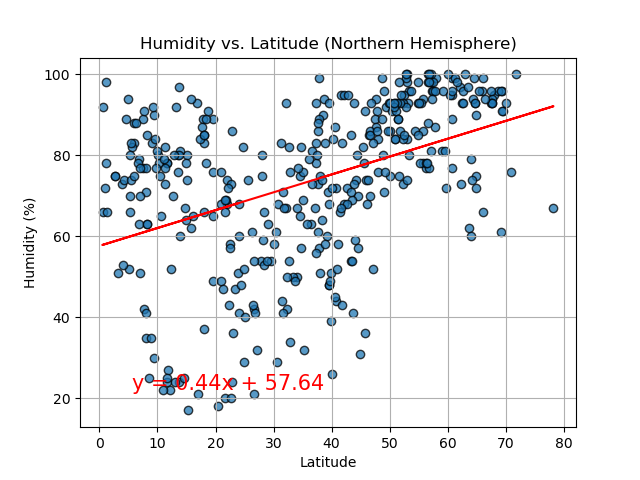 Humidity vs. Latitude (Northern Hemisphere)
Humidity (%)
100
80
60
40
20
y = 0.44x + 57.64
0 10 20 30 40 50 60 70 80
Latitude